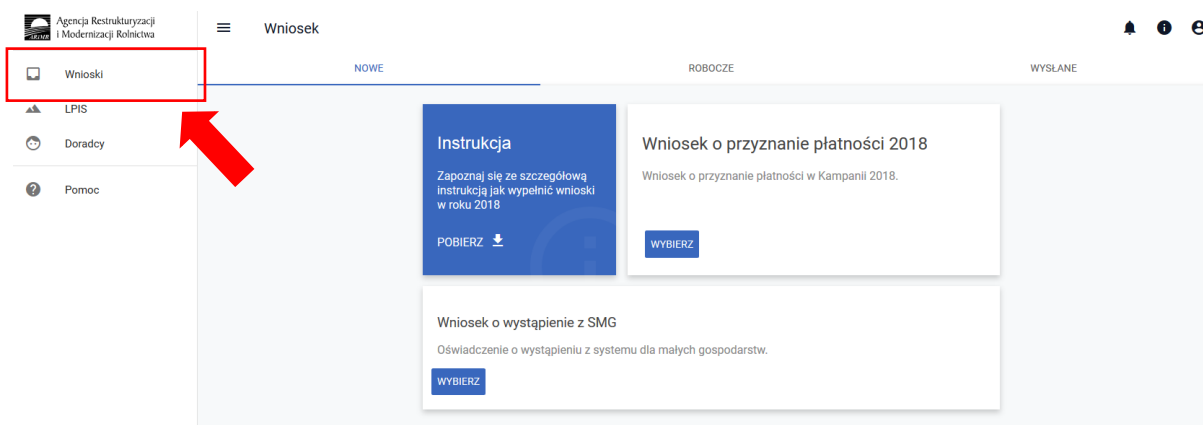 Agencja Restrukturyzacji
i Modernizacji Rolnictwa
ARiMR
Wniosek
Wnioski
LPIS
Doradcy
Pomoc
NOWE
ROBOCZE
WYSŁANE
Instrukcja
Zapoznaj się ze szczegółową
instrukcją jak wypełnić wnioski
w roku 2018
POBIERZ
Wniosek o przyznanie płatności 2018
Wniosek o przyznanie płatności w Kampanii 2018.
WYBIERZ
Wniosek o wystąpienie z SMG
Oświadczenie o wystąpieniu z systemu dla małych gospodarstw.
WYBIERZ